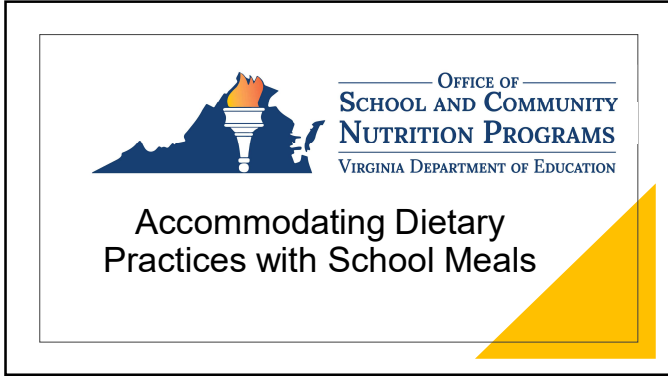 OFFICE OF
SCHOOL AND COMMUNITY
NUTRITION PROGRAMS
VIRGINIA DEPARTMENT OF EDUCATION
Accommodating Dietary
Practices with School Meals